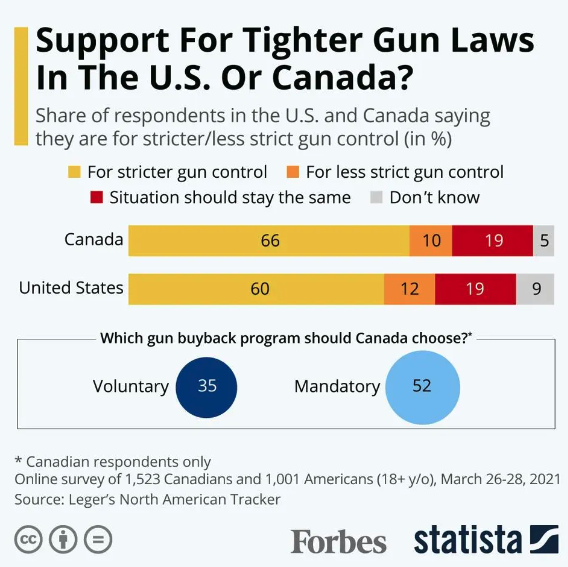 Support For Tighter Gun Laws
In The U.S. Or Canada?
Share of respondents in the U.S. and Canada saying
they are for stricter/less strict gun control (in %)
For stricter gun control For less strict gun control
Situation should stay the same Don't know
Canada 66 10 19 5
United States 60 12 19 9
Which gun buyback program should Canada choose?*
Voluntary 35 Mandatory 52
* Canadian respondents only
Online survey of 1,523 Canadians and 1,001 Americans (18+ y/o), March 26-28, 2021
Source: Leger's North American Tracker
cc = Forbes statista